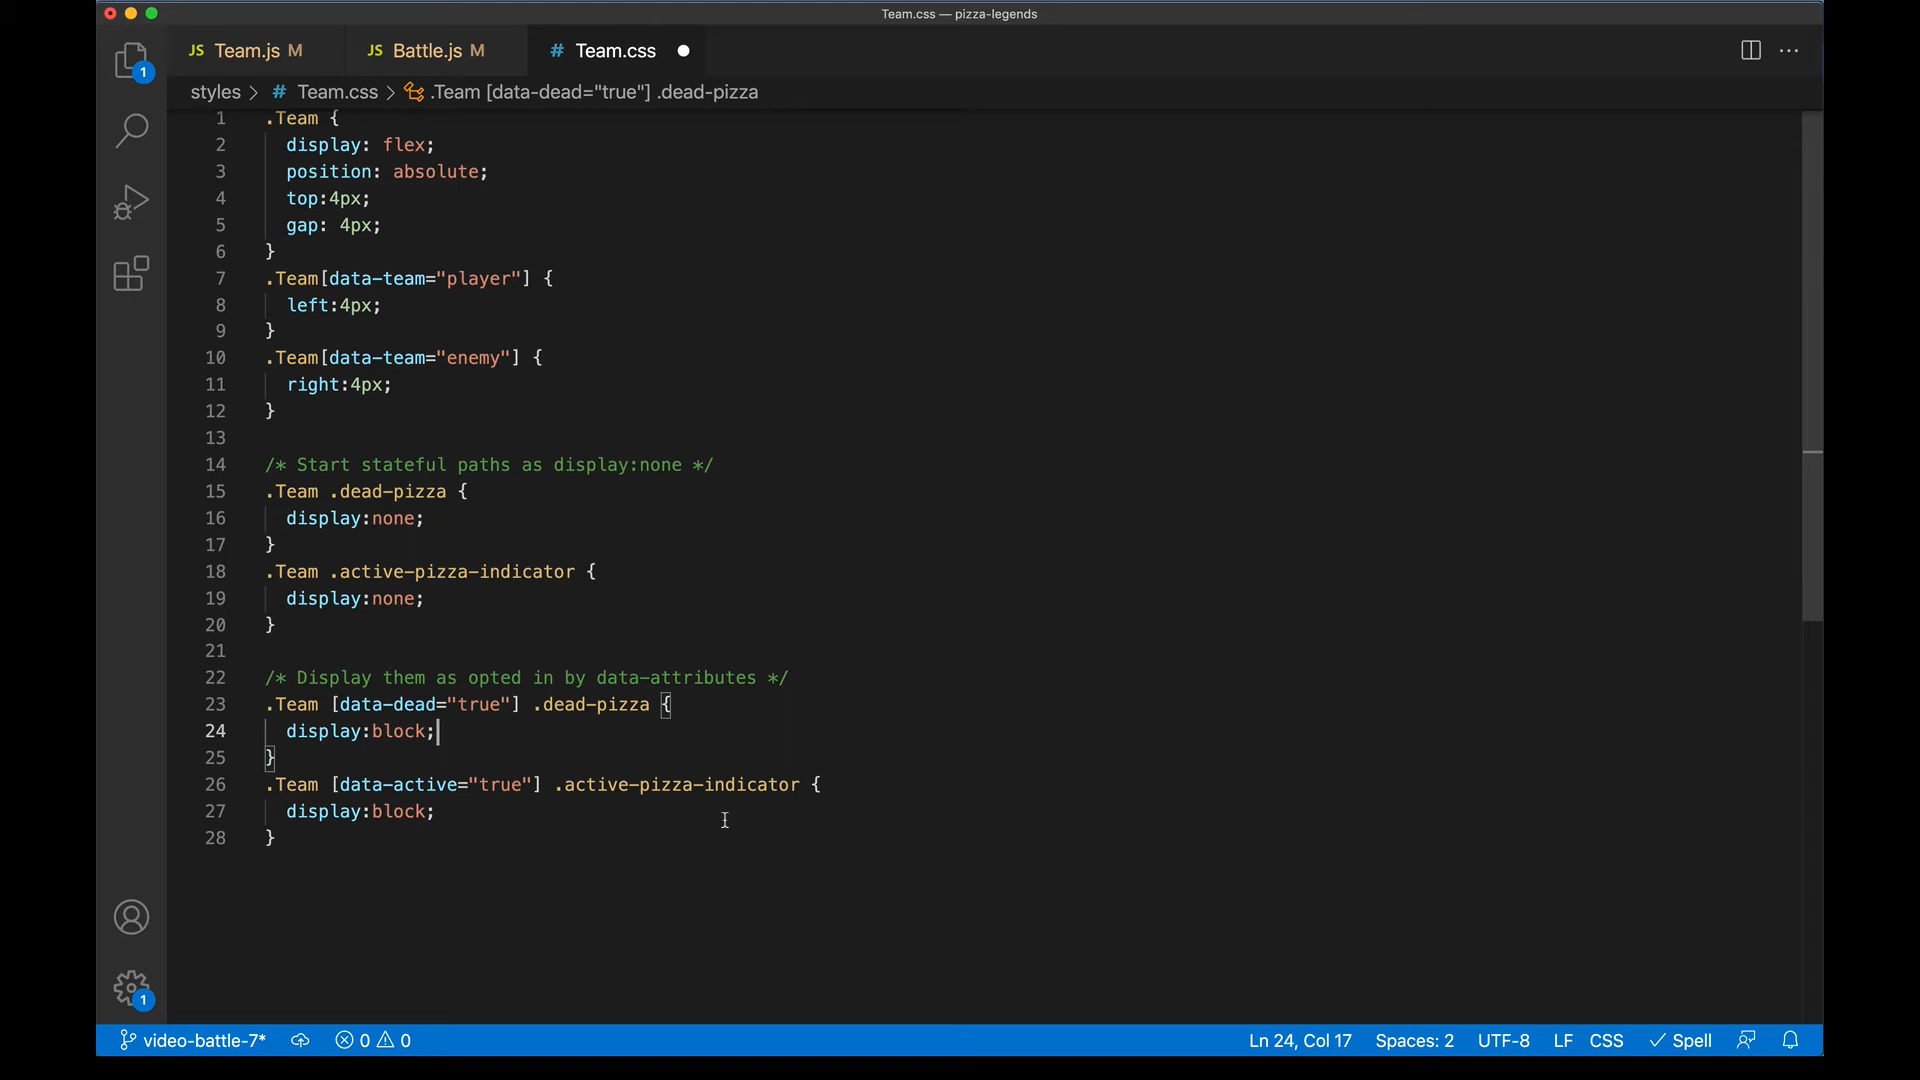 Team.css — pizza-legends
JS Team.js M JS Battle.js M # Team.css
styles > # Team.css > .Team [data-dead="true"] .dead-pizza
1 .Team {
2 display: flex;
3 position: absolute;
4 top:4px;
5 gap: 4px;
6 }
7 .Team[data-team="player"] {
8 left:4px;
9 }
10 .Team[data-team="enemy"] {
11 right:4px;
12 }
13
14 /* Start stateful paths as display:none */
15 .Team .dead-pizza {
16 display:none;
17 }
18 .Team .active-pizza-indicator {
19 display:none;
20 }
21
22 /* Display them as opted in by data-attributes */
23 .Team [data-dead="true"] .dead-pizza {
24 display:block;
25 }
26 .Team [data-active="true"] .active-pizza-indicator {
27 display:block;
28 }
1
1
video-battle-7* 0 0 Ln 24, Col 17 Spaces: 2 UTF-8 LF CSS Spell